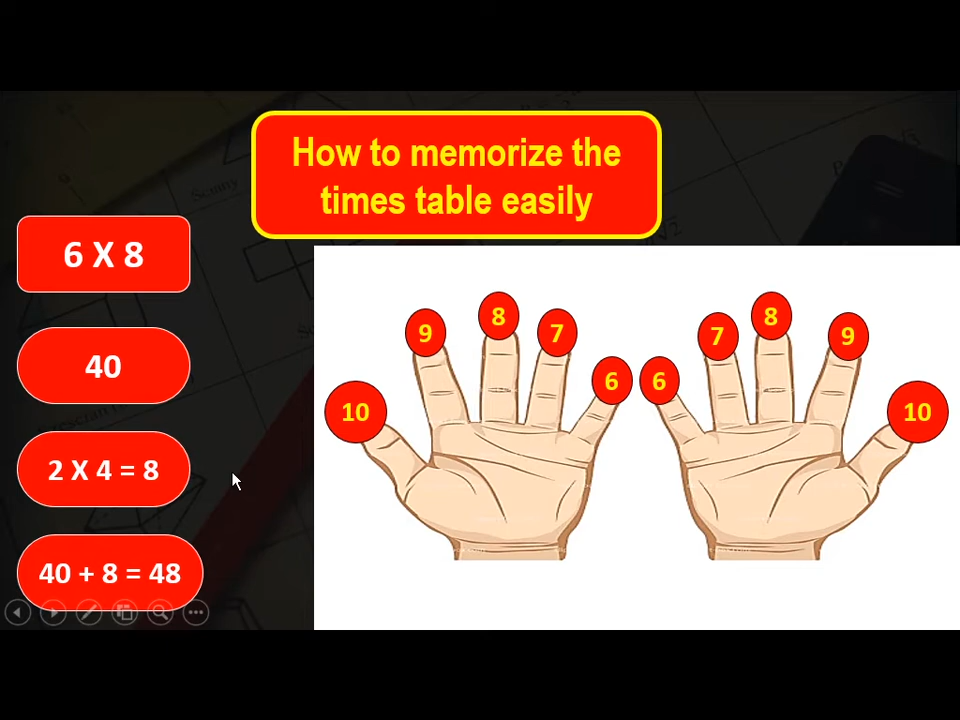 How to memorize the
times table easily
6 X 8
40
2 X 4 = 8
40 + 8 = 48
9
8
7
6
10
6
7
8
9
10